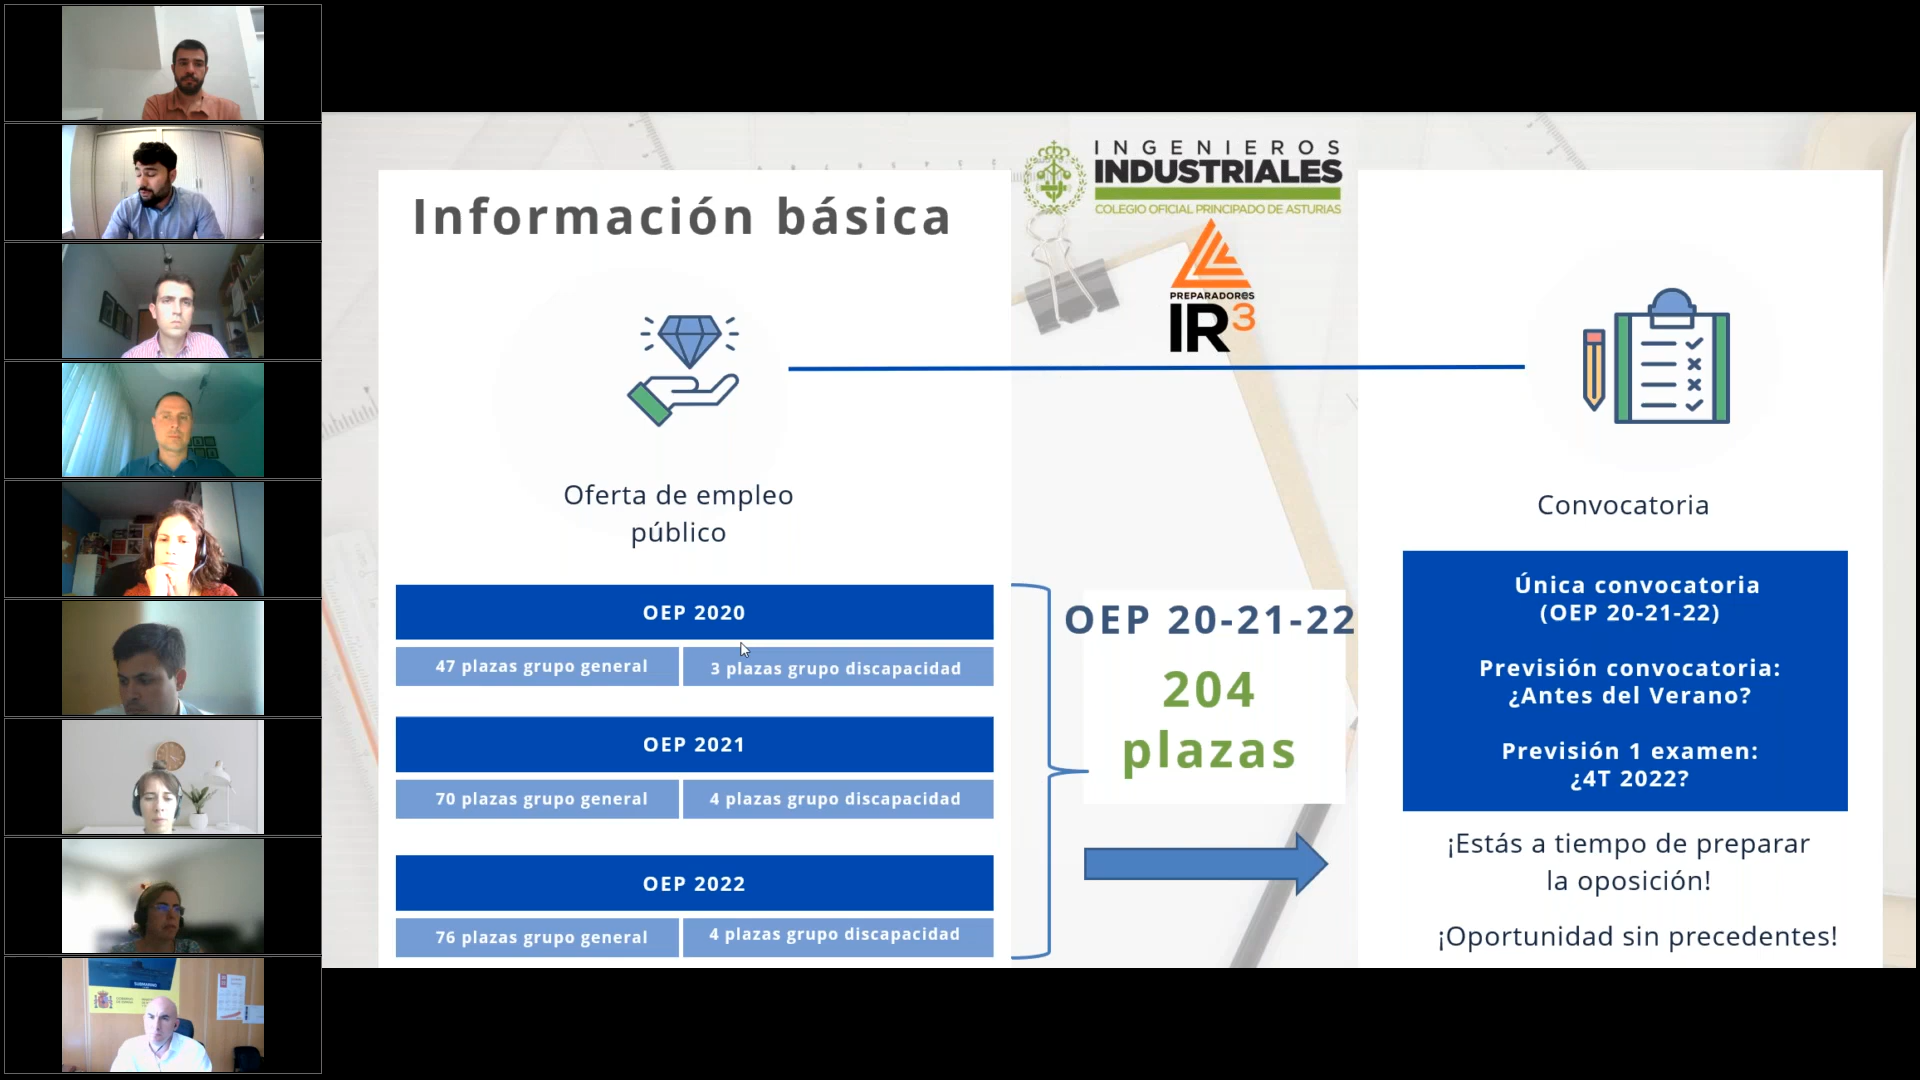 Información básica
INGENIEROS
INDUSTRIALES
COLEGIO OFICIAL PRINCIPADO DE ASTURIAS
PREPARADORES
IR3
Oferta de empleo
público
OEP 2020
47 plazas grupo general
3 plazas grupo discapacidad
OEP 2021
70 plazas grupo general
4 plazas grupo discapacidad
OEP 2022
76 plazas grupo general
4 plazas grupo discapacidad
OEP 20-21-22
204
plazas
Convocatoria
Única convocatoria
(OEP 20-21-22)
Previsión convocatoria:
¿Antes del Verano?
Previsión 1 examen:
¿4T 2022?
¡Estás a tiempo de preparar
la oposición!
¡Oportunidad sin precedentes!